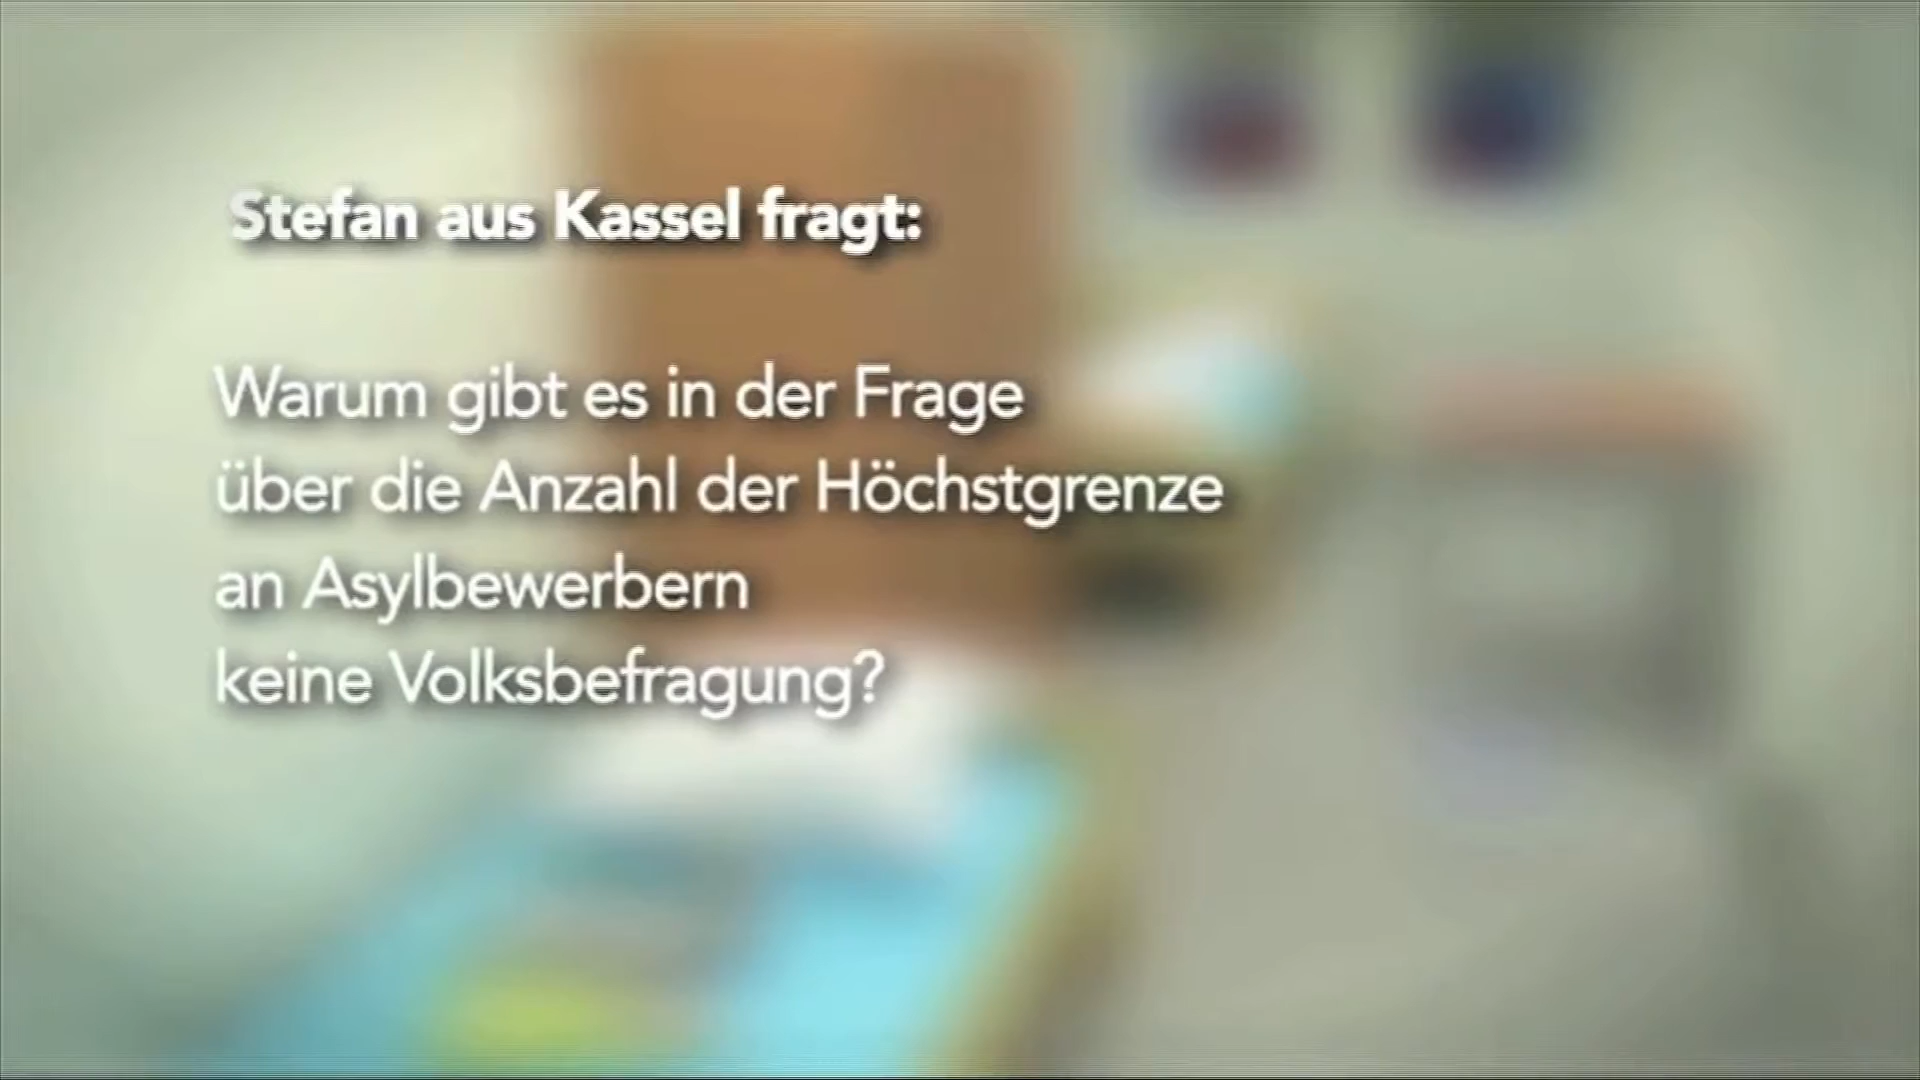 Stefan aus Kassel fragt:
Warum gibt es in der Frage
über die Anzahl der Höchstgrenze
an Asylbewerbern
keine Volksbefragung?